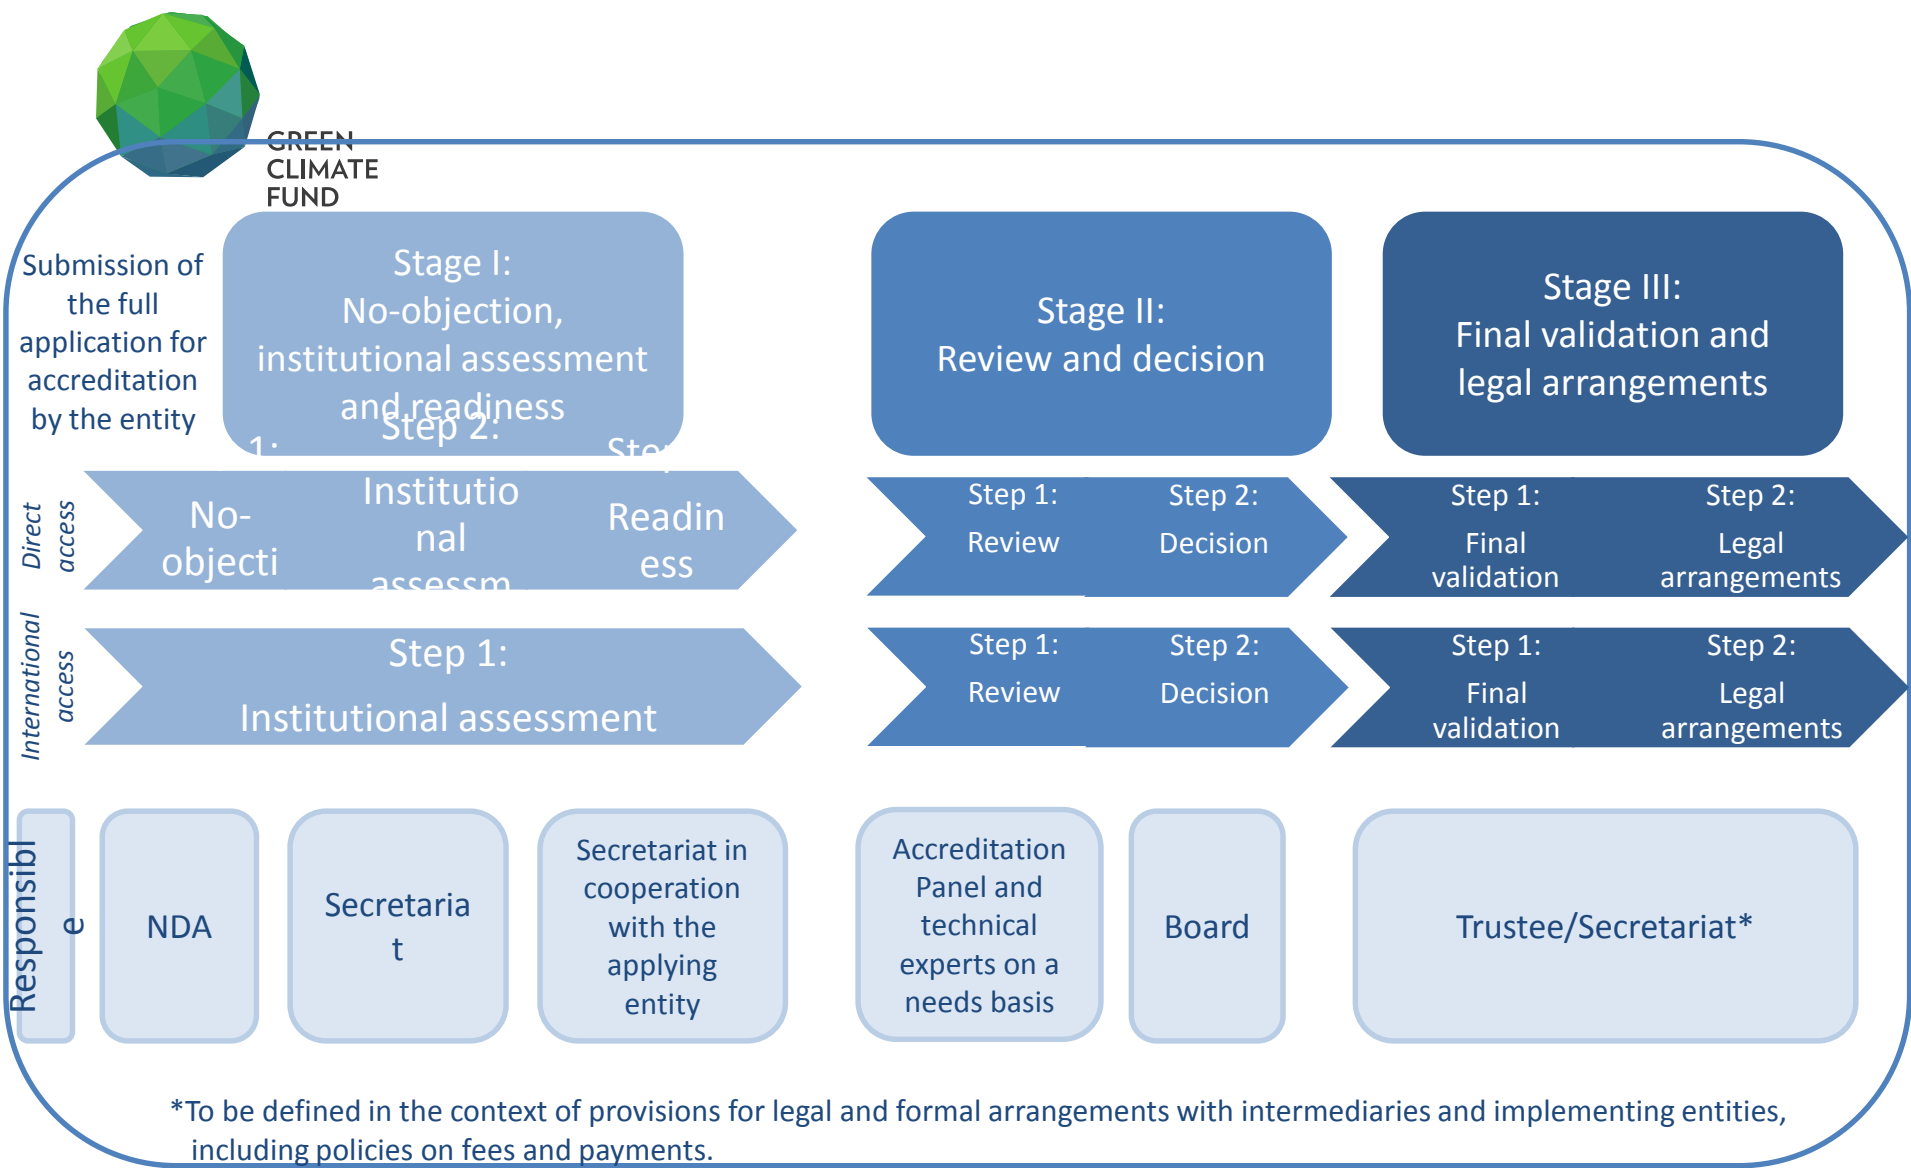 GREEN
CLIMATE
FUND
Submission of
the full
application for
accreditation
by the entity
Stage I:
No-objection,
institutional assessment
and readiness
Stage II:
Review and decision
Stage III:
Final validation and
legal arrangements
Direct
access
1:
No-
objecti
Step 2:
Institutio
nal
assessm
Step
Readin
ess
Step 1:
Review
Step 2:
Decision
Step 1:
Final
validation
Step 2:
Legal
arrangements
International
access
Step 1:
Institutional assessment
Step 1:
Review
Step 2:
Decision
Step 1:
Final
validation
Step 2:
Legal
arrangements
Responsibl
e
NDA
Secretaria
t
Secretariat in
cooperation
with the
applying
entity
Accreditation
Panel and
technical
experts on a
needs basis
Board
Trustee/Secretariat*
*To be defined in the context of provisions for legal and formal arrangements with intermediaries and implementing entities,
including policies on fees and payments.